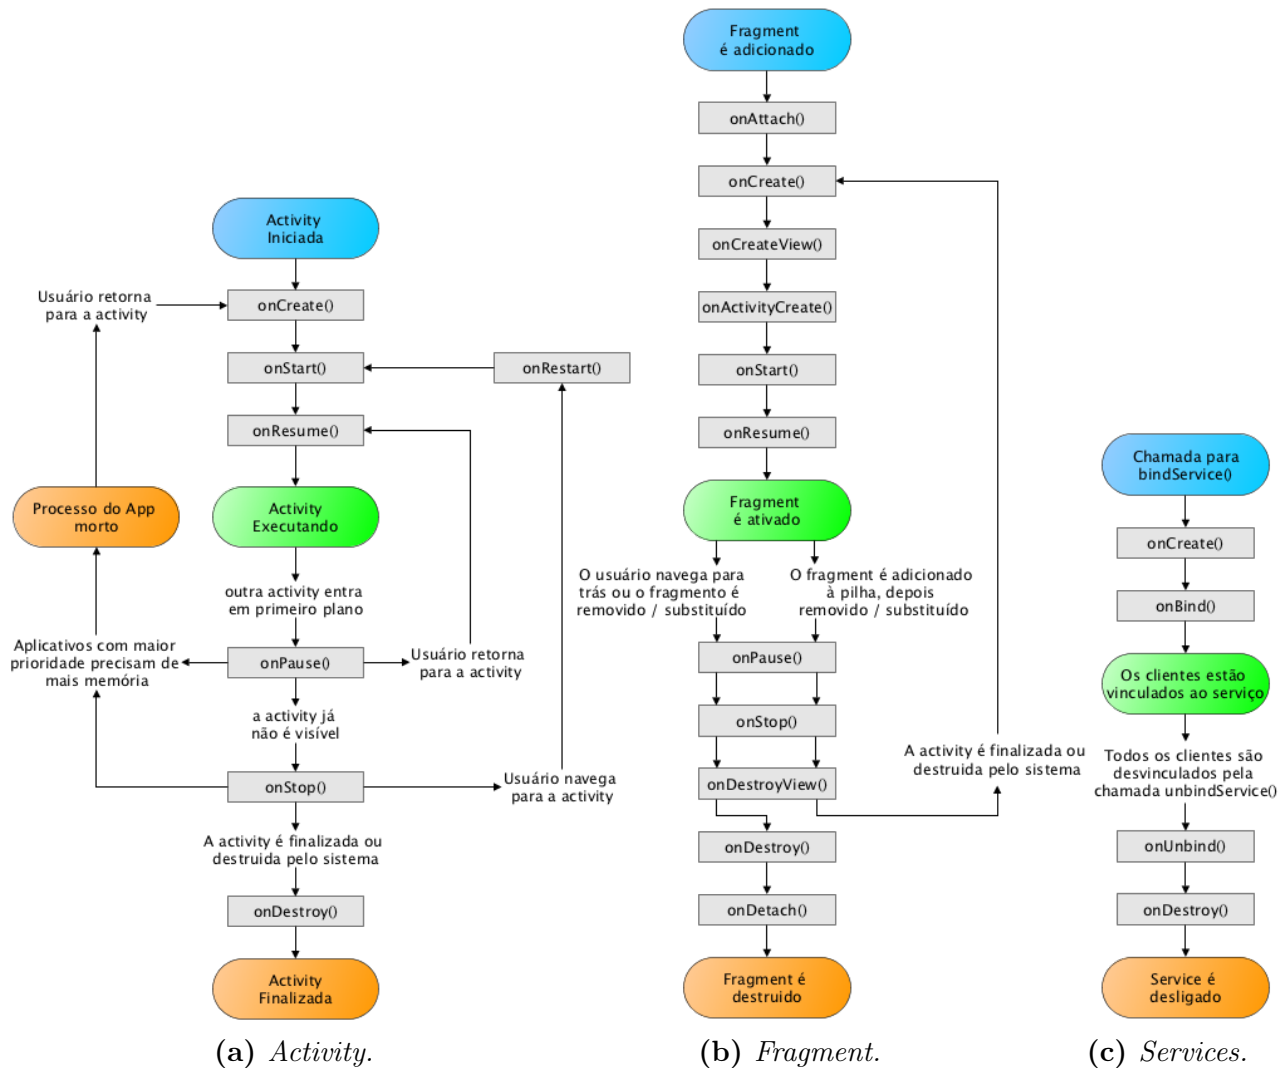 Activity
Iniciada
onCreate()
onStart()
onResume()
onRestart()
Usuário retorna
para a activity
Processo do App
morto
Activity
Executando
outra activity entra
em primeiro plano
Aplicativos com maior
prioridade precisam de
mais memória
onPause()
Usuário retorna
para a activity
a activity já
não é visível
onStop()
Usuário navega
para a activity
A activity é finalizada ou
destruida pelo sistema
onDestroy()
Activity
Finalizada
(a) Activity.
Fragment
é adicionado
onAttach()
onCreate()
onCreateView()
onActivityCreate()
onStart()
onResume()
Fragment
é ativado
O usuário navega para
trás ou o fragmento é
removido / substituído
O fragment é adicionado
à pilha, depois
removido / substituído
onPause()
onStop()
onDestroyView()
A activity é finalizada ou
destruida pelo sistema
onDestroy()
onDetach()
Fragment é
destruido
(b) Fragment.
Chamada para
bindService()
onCreate()
onBind()
Os clientes estão
vinculados ao serviço
Todos os clientes são
desvinculados pela
chamada unbindService()
onUnbind()
onDestroy()
Service é
desligado
(c) Services.